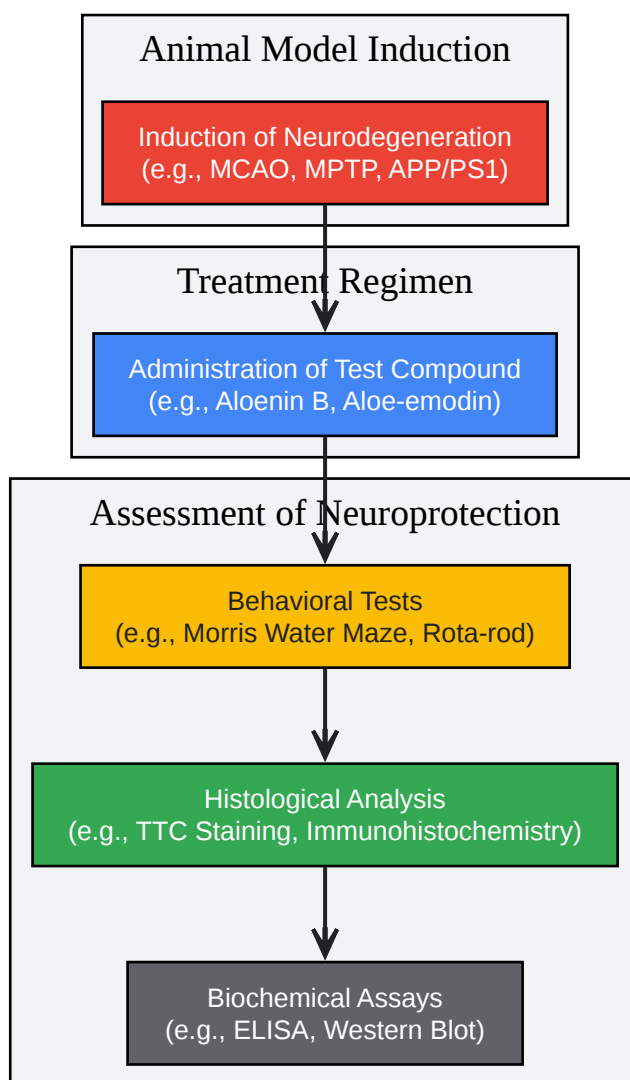 Animal Model Induction
Induction of Neurodegeneration
(e.g., MCAO, MPTP, APP/PS1)
Treatment Regimen
Administration of Test Compound
(e.g., Aloenin B, Aloe-emodin)
Assessment of Neuroprotection
Behavioral Tests
(e.g., Morris Water Maze, Rota-rod)
Histological Analysis
(e.g., TTC Staining, Immunohistochemistry)
Biochemical Assays
(e.g., ELISA, Western Blot)